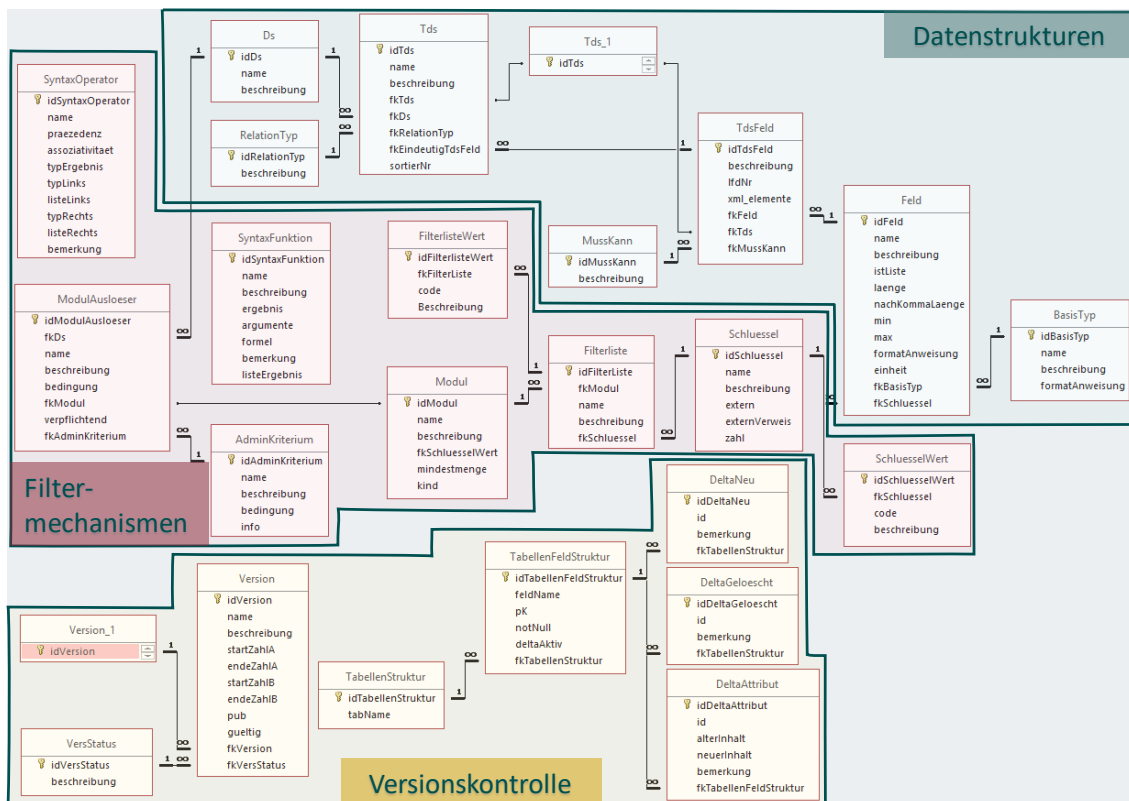 Datenstrukturen
Ds
idDs
name
beschreibung
Tds
idTds
name
beschreibung
fkTds
fkDs
fkRelationTyp
fkEindeutigTdsFeld
sortierNr
Tds_1
idTds
SyntaxOperator
idSyntaxOperator
name
praezedenz
assoziativitaet
typErgebnis
typLinks
listeLinks
typRechts
listeRechts
bemerkung
RelationTyp
idRelationTyp
beschreibung
TdsFeld
idTdsFeld
beschreibung
lfdNr
xml_elemente
fkFeld
fkTds
fkMussKann
Feld
idFeld
name
beschreibung
istListe
laenge
nachKommaLaenge
min
max
formatAnweisung
einheit
fkBasisTyp
fkSchluessel
MussKann
idMussKann
beschreibung
SyntaxFunktion
idSyntaxFunktion
name
beschreibung
ergebnis
argumente
formel
bemerkung
listeErgebnis
FilterlisteWert
idFilterlisteWert
fkFilterListe
code
Beschreibung
ModulAusloeser
idModulAusloeser
fkDs
name
beschreibung
bedingung
fkModul
verpflichtend
fkAdminKriterium
BasisTyp
idBasisTyp
name
beschreibung
formatAnweisung
Filterliste
idFilterListe
fkModul
name
beschreibung
fkSchluessel
Schluessel
idSchluessel
name
beschreibung
extern
externVerweis
zahl
Modul
idModul
name
beschreibung
fkSchluesselWert
mindestmenge
kind
AdminKriterium
idAdminKriterium
name
beschreibung
bedingung
info
SchluesselWert
idSchluesselWert
fkSchluessel
code
beschreibung
Filter-
mechanismen
DeltaNeu
idDeltaNeu
id
bemerkung
fkTabellenStruktur
TabellenFeldStruktur
idTabellenFeldStruktur
feldName
pK
notNull
deltaAktiv
fkTabellenStruktur
Version
idVersion
name
beschreibung
startZahlA
endeZahlA
startZahlB
endeZahlB
pub
gueltig
fkVersion
fkVersStatus
DeltaGeloescht
idDeltaGeloescht
id
bemerkung
fkTabellenStruktur
Version_1
idVersion
TabellenStruktur
idTabellenStruktur
tabName
DeltaAttribut
idDeltaAttribut
id
alterInhalt
neuerInhalt
bemerkung
fkTabellenFeldStruktur
VersStatus
idVersStatus
beschreibung
Versionskontrolle